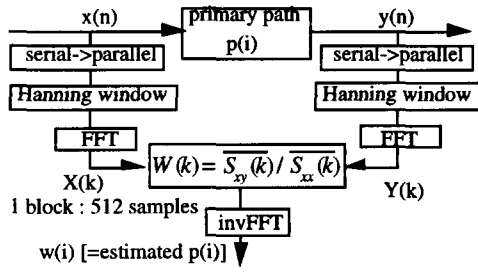 x(n)
primary path
p(i)
y(n)
serial->parallel
serial->parallel
Hanning window
Hanning window
FFT
FFT
X(k)
W(k) = S_xy(k) / S_xx(k)
Y(k)
1 block : 512 samples
invFFT
w(i) [=estimated p(i)]